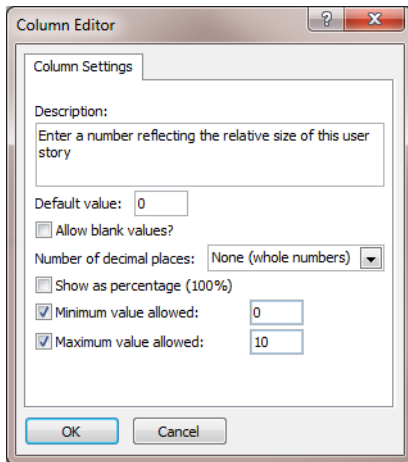 Column Editor
Column Settings
Description:
Enter a number reflecting the relative size of this user
story
Default value: 0
Allow blank values?
Number of decimal places: None (whole numbers)
Show as percentage (100%)
Minimum value allowed: 0
Maximum value allowed: 10
OK Cancel